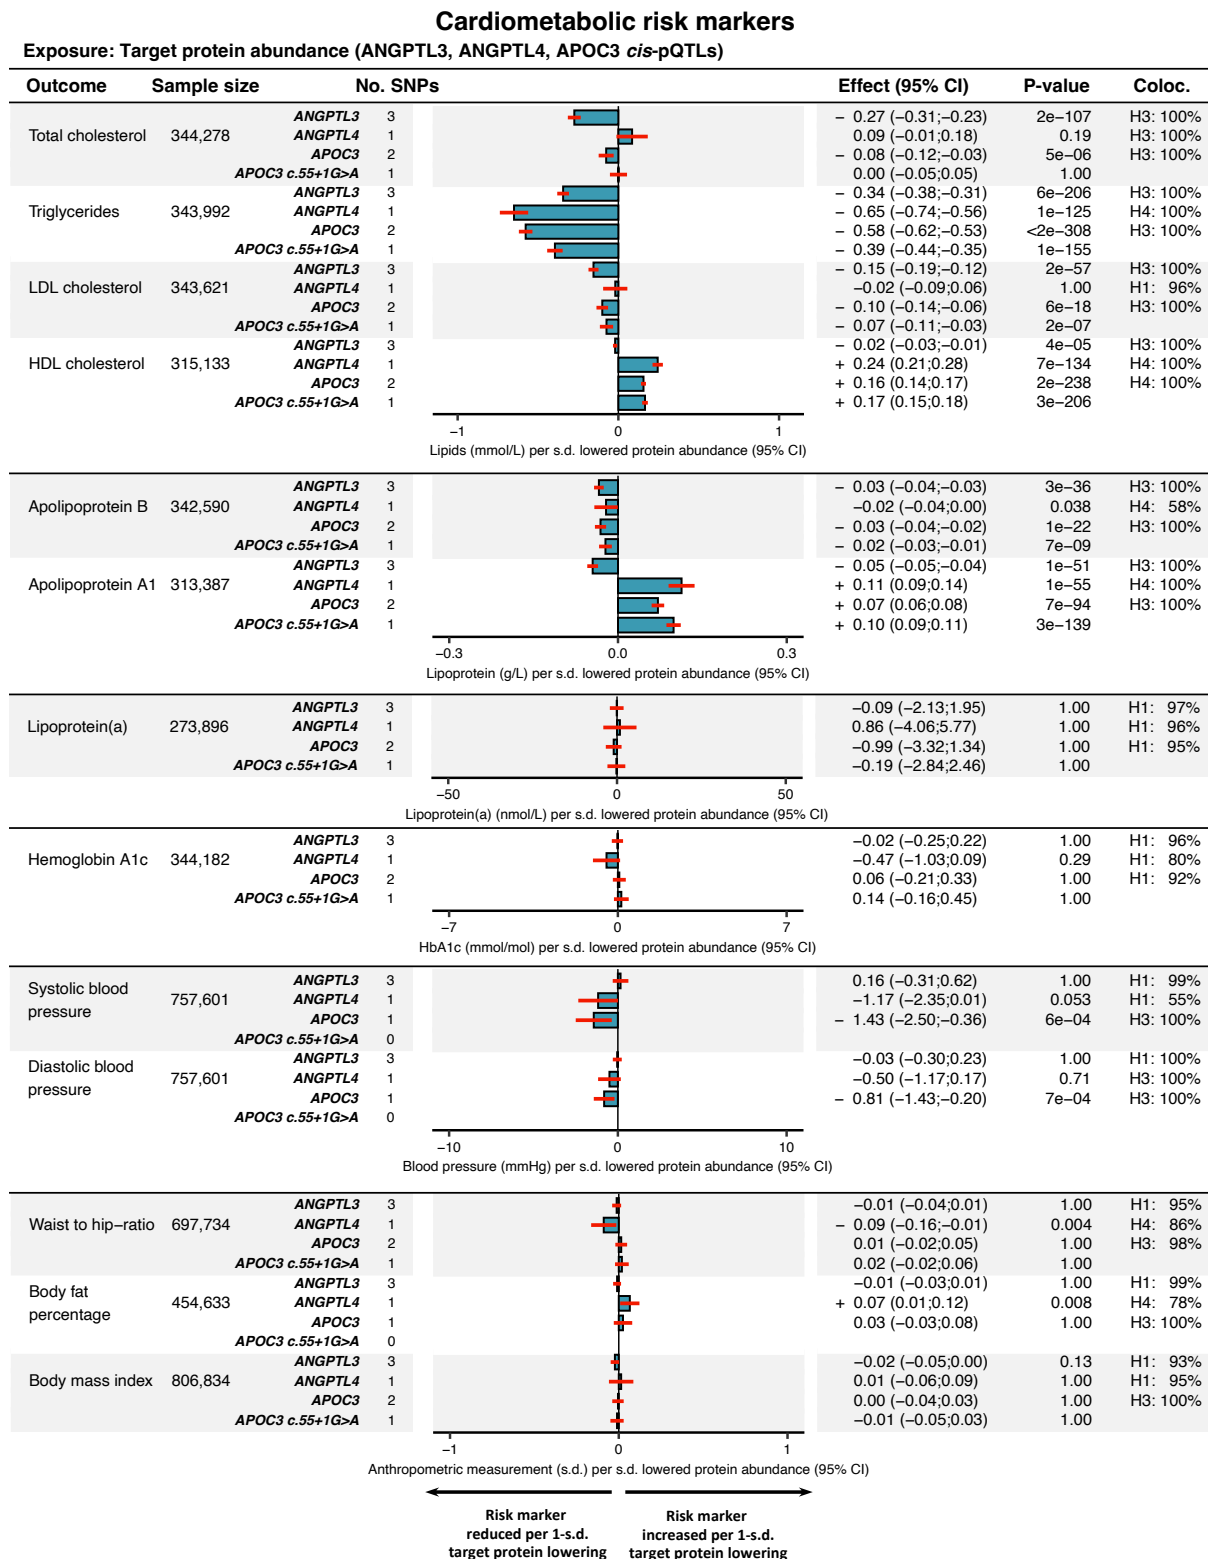 Cardiometabolic risk markers
Exposure: Target protein abundance (ANGPTL3, ANGPTL4, APOC3 cis-pQTLs)
Outcome Sample size No. SNPs Effect (95% CI) P-value Coloc.
ANGPTL3 3 − 0.27 (−0.31;−0.23) 2e−107 H3: 100%
Total cholesterol 344,278 ANGPTL4 1 0.09 (−0.01;0.18) 0.19 H3: 100%
APOC3 2 − 0.08 (−0.12;−0.03) 5e−06 H3: 100%
APOC3 c.55+1G>A 1 0.00 (−0.05;0.05) 1.00
ANGPTL3 3 − 0.34 (−0.38;−0.31) 6e−206 H3: 100%
Triglycerides 343,992 ANGPTL4 1 − 0.65 (−0.74;−0.56) 1e−125 H4: 100%
APOC3 2 − 0.58 (−0.62;−0.53) <2e−308 H3: 100%
APOC3 c.55+1G>A 1 − 0.39 (−0.44;−0.35) 1e−155
ANGPTL3 3 − 0.15 (−0.19;−0.12) 2e−57 H3: 100%
LDL cholesterol 343,621 ANGPTL4 1 −0.02 (−0.09;0.06) 1.00 H1: 96%
APOC3 2 − 0.10 (−0.14;−0.06) 6e−18 H3: 100%
APOC3 c.55+1G>A 1 − 0.07 (−0.11;−0.03) 2e−07
ANGPTL3 3 − 0.02 (−0.03;−0.01) 4e−05 H3: 100%
HDL cholesterol 315,133 ANGPTL4 1 + 0.24 (0.21;0.28) 7e−134 H4: 100%
APOC3 2 + 0.16 (0.14;0.17) 2e−238 H4: 100%
APOC3 c.55+1G>A 1 + 0.17 (0.15;0.18) 3e−206
−1 0 1
Lipids (mmol/L) per s.d. lowered protein abundance (95% CI)
ANGPTL3 3 − 0.03 (−0.04;−0.03) 3e−36 H3: 100%
Apolipoprotein B 342,590 ANGPTL4 1 −0.02 (−0.04;0.00) 0.038 H4: 58%
APOC3 2 − 0.03 (−0.04;−0.02) 1e−22 H3: 100%
APOC3 c.55+1G>A 1 − 0.02 (−0.03;−0.01) 7e−09
ANGPTL3 3 − 0.05 (−0.05;−0.04) 1e−51 H3: 100%
Apolipoprotein A1 313,387 ANGPTL4 1 + 0.11 (0.09;0.14) 1e−55 H4: 100%
APOC3 2 + 0.07 (0.06;0.08) 7e−94 H3: 100%
APOC3 c.55+1G>A 1 + 0.10 (0.09;0.11) 3e−139
−0.3 0.0 0.3
Lipoprotein (g/L) per s.d. lowered protein abundance (95% CI)
ANGPTL3 3 −0.09 (−2.13;1.95) 1.00 H1: 97%
Lipoprotein(a) 273,896 ANGPTL4 1 0.86 (−4.06;5.77) 1.00 H1: 96%
APOC3 2 −0.99 (−3.32;1.34) 1.00 H1: 95%
APOC3 c.55+1G>A 1 −0.19 (−2.84;2.46) 1.00
−50 0 50
Lipoprotein(a) (nmol/L) per s.d. lowered protein abundance (95% CI)
ANGPTL3 3 −0.02 (−0.25;0.22) 1.00 H1: 96%
Hemoglobin A1c 344,182 ANGPTL4 1 −0.47 (−1.03;0.09) 0.29 H1: 80%
APOC3 2 0.06 (−0.21;0.33) 1.00 H1: 92%
APOC3 c.55+1G>A 1 0.14 (−0.16;0.45) 1.00
−7 0 7
HbA1c (mmol/mol) per s.d. lowered protein abundance (95% CI)
ANGPTL3 3 0.16 (−0.31;0.62) 1.00 H1: 99%
Systolic blood pressure 757,601 ANGPTL4 1 −1.17 (−2.35;0.01) 0.053 H1: 55%
APOC3 1 − 1.43 (−2.50;−0.36) 6e−04 H3: 100%
APOC3 c.55+1G>A 0
ANGPTL3 3 −0.03 (−0.30;0.23) 1.00 H1: 100%
Diastolic blood pressure 757,601 ANGPTL4 1 −0.50 (−1.17;0.17) 0.71 H3: 100%
APOC3 1 − 0.81 (−1.43;−0.20) 7e−04 H3: 100%
APOC3 c.55+1G>A 0
−10 0 10
Blood pressure (mmHg) per s.d. lowered protein abundance (95% CI)
ANGPTL3 3 −0.01 (−0.04;0.01) 1.00 H1: 95%
Waist to hip−ratio 697,734 ANGPTL4 1 − 0.09 (−0.16;−0.01) 0.004 H4: 86%
APOC3 2 0.01 (−0.02;0.05) 1.00 H3: 98%
APOC3 c.55+1G>A 1 0.02 (−0.02;0.06) 1.00
ANGPTL3 3 −0.01 (−0.03;0.01) 1.00 H1: 99%
Body fat percentage 454,633 ANGPTL4 1 + 0.07 (0.01;0.12) 0.008 H4: 78%
APOC3 1 0.03 (−0.03;0.08) 1.00 H3: 100%
APOC3 c.55+1G>A 0
ANGPTL3 3 −0.02 (−0.05;0.00) 0.13 H1: 93%
Body mass index 806,834 ANGPTL4 1 0.01 (−0.06;0.09) 1.00 H1: 95%
APOC3 2 0.00 (−0.04;0.03) 1.00 H3: 100%
APOC3 c.55+1G>A 1 −0.01 (−0.05;0.03) 1.00
−1 0 1
Anthropometric measurement (s.d.) per s.d. lowered protein abundance (95% CI)
Risk marker Risk marker
reduced per 1-s.d. increased per 1-s.d.
target protein lowering target protein lowering